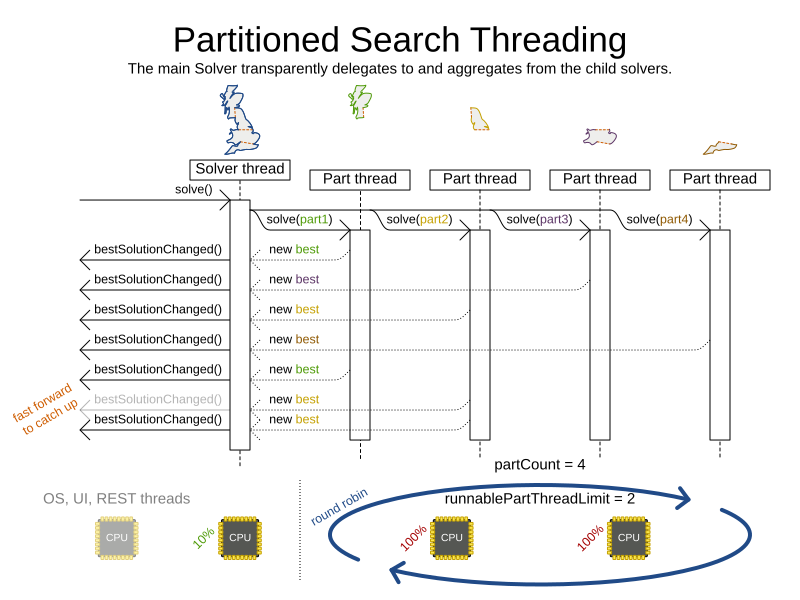 Partitioned Search Threading
The main Solver transparently delegates to and aggregates from the child solvers.
Solver thread
Part thread
Part thread
Part thread
Part thread
solve()
solve(part1)
solve(part2)
solve(part3)
solve(part4)
bestSolutionChanged()
new best
bestSolutionChanged()
new best
bestSolutionChanged()
new best
bestSolutionChanged()
new best
bestSolutionChanged()
new best
bestSolutionChanged()
new best
bestSolutionChanged()
new best
fast forward
to catch up
partCount = 4
OS, UI, REST threads
round robin
runnablePartThreadLimit = 2
CPU
10%
CPU
100%
CPU
100%
CPU